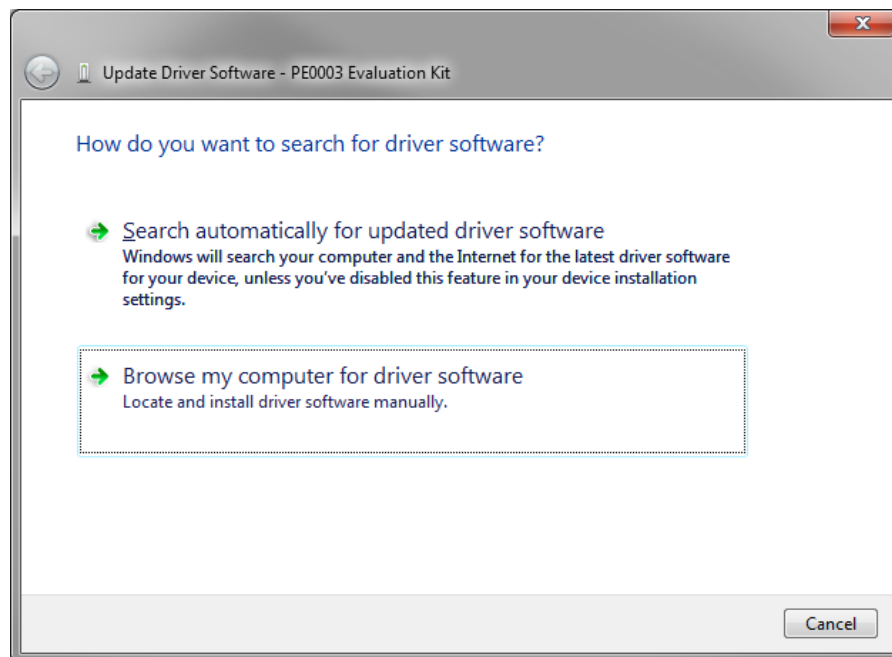 Update Driver Software - PE0003 Evaluation Kit
How do you want to search for driver software?
Search automatically for updated driver software
Windows will search your computer and the Internet for the latest driver software
for your device, unless you've disabled this feature in your device installation
settings.
Browse my computer for driver software
Locate and install driver software manually.
Cancel